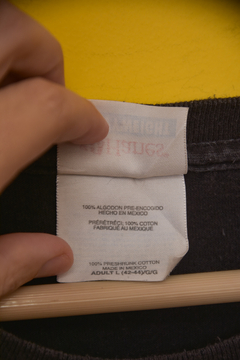 Hanes
100% ALGODON PRE-ENCOGIDO
HECHO EN MEXICO
PRÉRÉTRÉCI, 100% COTON
FABRIQUÉ AU MEXIQUE
100% PRESHRUNK COTTON
MADE IN MEXICO
ADULT L (42-44)/G/G